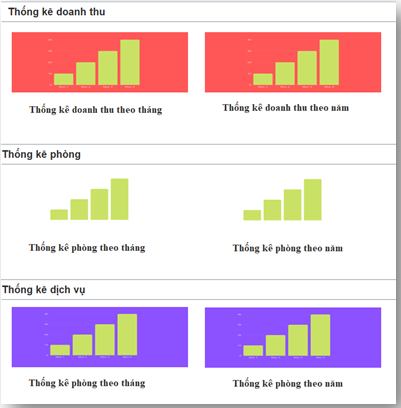 Thống kê doanh thu
Thống kê doanh thu theo tháng
Thống kê doanh thu theo năm
Thống kê phòng
Thống kê phòng theo tháng
Thống kê phòng theo năm
Thống kê dịch vụ
Thống kê phòng theo tháng
Thống kê phòng theo năm